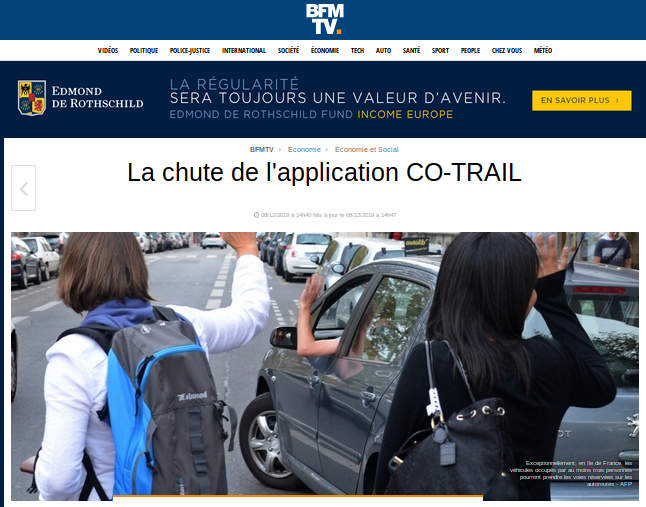 BFM
TV.
VIDÉOS POLITIQUE POLICE-JUSTICE INTERNATIONAL SOCIÉTÉ ÉCONOMIE TECH AUTO SANTÉ SPORT PEOPLE CHEZ VOUS MÉTÉO
EDMOND
DE ROTHSCHILD
LA RÉGULARITÉ
SERA TOUJOURS UNE VALEUR D'AVENIR.
EDMOND DE ROTHSCHILD FUND INCOME EUROPE
EN SAVOIR PLUS ›
BFMTV › Economie › Economie et Social
La chute de l'application CO-TRAIL
08/12/2019 à 14h40 Mis à jour le 08/12/2019 à 14h47
autolib'
Exceptionnellement, en Ile de France, les
véhicules occupés par au moins trois personnes
pourront prendre les voies réservées sur les
autoroutes - AFP